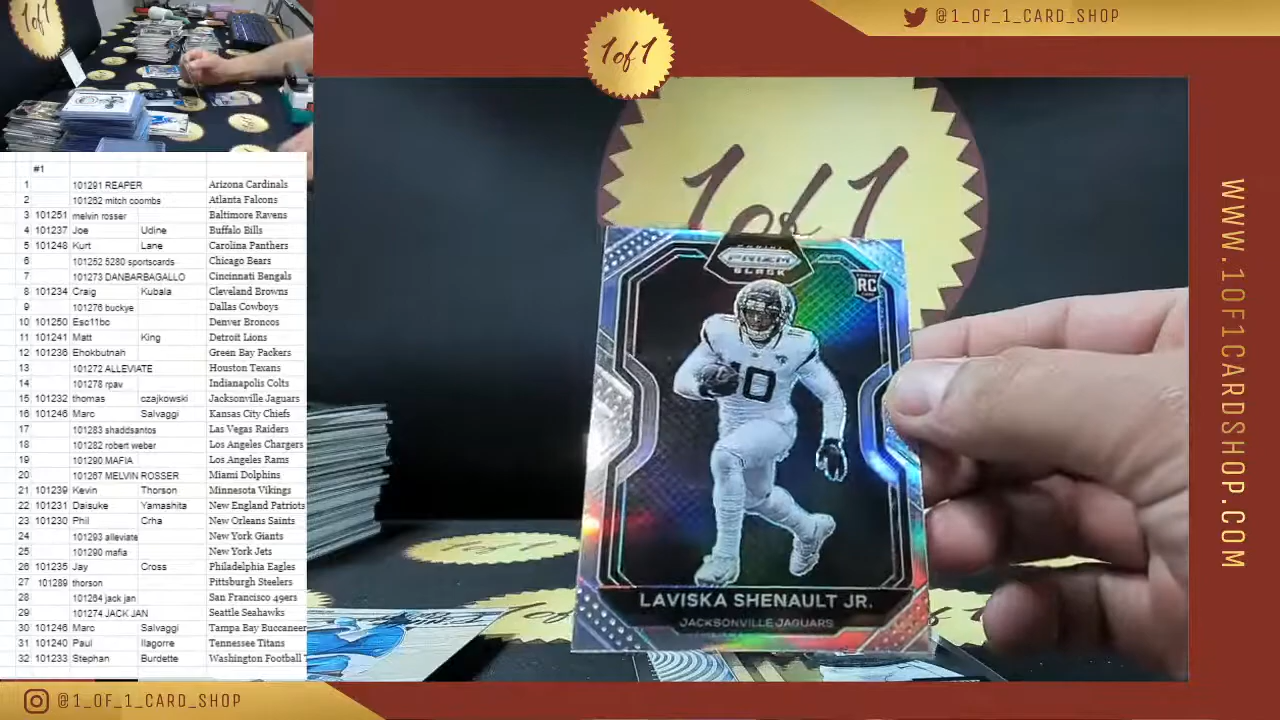 1of1
@1_OF_1_CARD_SHOP
1of1
#1
1 101291 REAPER Arizona Cardinals
2 101262 mitch coombs Atlanta Falcons
3 101251 melvin rosser Baltimore Ravens
4 101237 Joe Udine Buffalo Bills
5 101248 Kurt Lane Carolina Panthers
6 101252 5280 sportscards Chicago Bears
7 101273 DANBARBAGALLO Cincinnati Bengals
8 101234 Craig Kubala Cleveland Browns
9 101276 buckye Dallas Cowboys
10 101250 Esc11bo Denver Broncos
11 101241 Matt King Detroit Lions
12 101236 Ehokbutnah Green Bay Packers
13 101272 ALLEVIATE Houston Texans
14 101278 rpav Indianapolis Colts
15 101232 thomas czajkowski Jacksonville Jaguars
16 101246 Marc Salvaggi Kansas City Chiefs
17 101283 shaddsantos Las Vegas Raiders
18 101282 robert weber Los Angeles Chargers
19 101290 MAFIA Los Angeles Rams
20 101267 MELVIN ROSSER Miami Dolphins
21 101239 Kevin Thorson Minnesota Vikings
22 101231 Daisuke Yamashita New England Patriots
23 101230 Phil Crha New Orleans Saints
24 101293 alleviate New York Giants
25 101290 mafia New York Jets
26 101235 Jay Cross Philadelphia Eagles
27 101289 thorson Pittsburgh Steelers
28 101264 jack jan San Francisco 49ers
29 101274 JACK JAN Seattle Seahawks
30 101246 Marc Salvaggi Tampa Bay Buccaneer
31 101240 Paul Ilagorre Tennessee Titans
32 101233 Stephan Burdette Washington Football T
1of1
PANINI
PRIZM
BLACK
RC
10
LAVISKA SHENAULT JR.
JACKSONVILLE JAGUARS
WWW.1OF1CARDSHOP.COM
@1_OF_1_CARD_SHOP